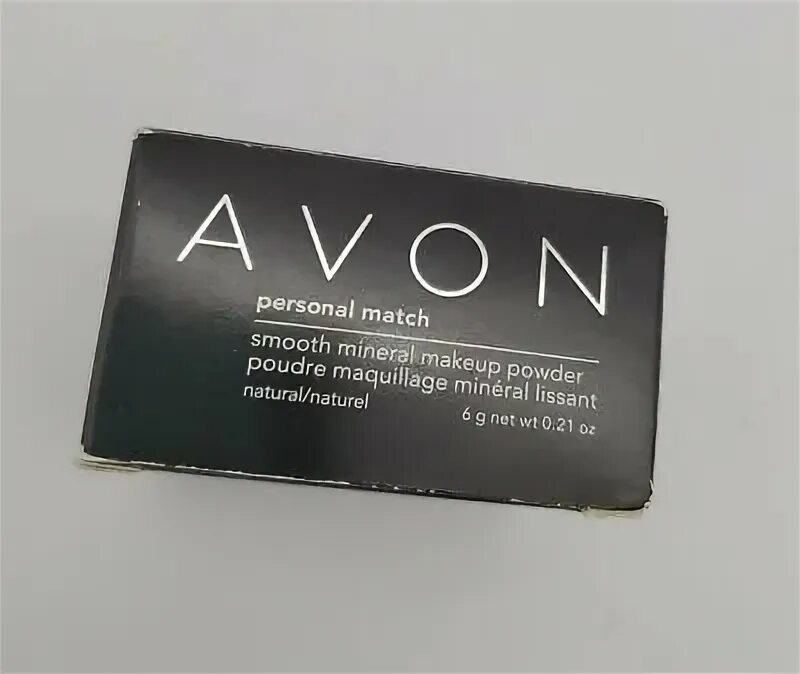 AVON
personal match
smooth mineral makeup powder
poudre maquillage minéral lissant
natural/naturel
6 g net wt 0.21 oz